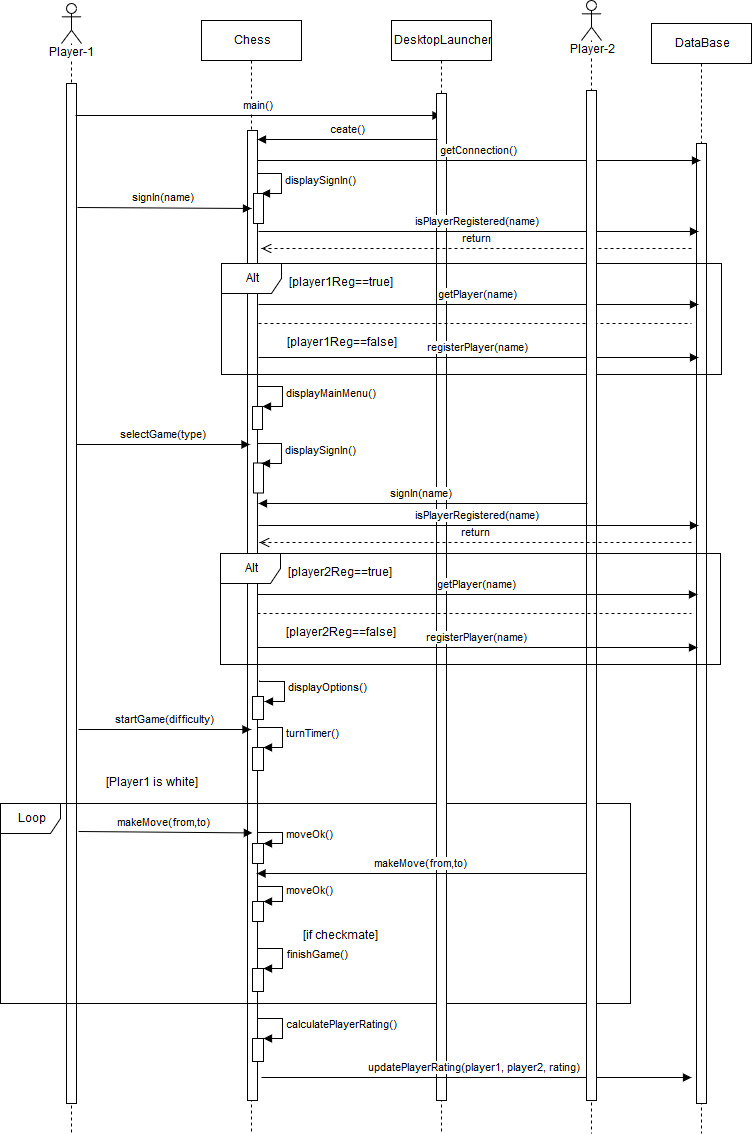 Player-1
Chess
DesktopLauncher
Player-2
DataBase
main()
ceate()
getConnection()
displaySignIn()
signIn(name)
isPlayerRegistered(name)
return
Alt
[player1Reg==true]
getPlayer(name)
[player1Reg==false]
registerPlayer(name)
displayMainMenu()
selectGame(type)
displaySignIn()
signIn(name)
isPlayerRegistered(name)
return
Alt
[player2Reg==true]
getPlayer(name)
[player2Reg==false]
registerPlayer(name)
displayOptions()
startGame(difficulty)
turnTimer()
[Player1 is white]
Loop
makeMove(from,to)
moveOk()
makeMove(from,to)
moveOk()
[if checkmate]
finishGame()
calculatePlayerRating()
updatePlayerRating(player1, player2, rating)